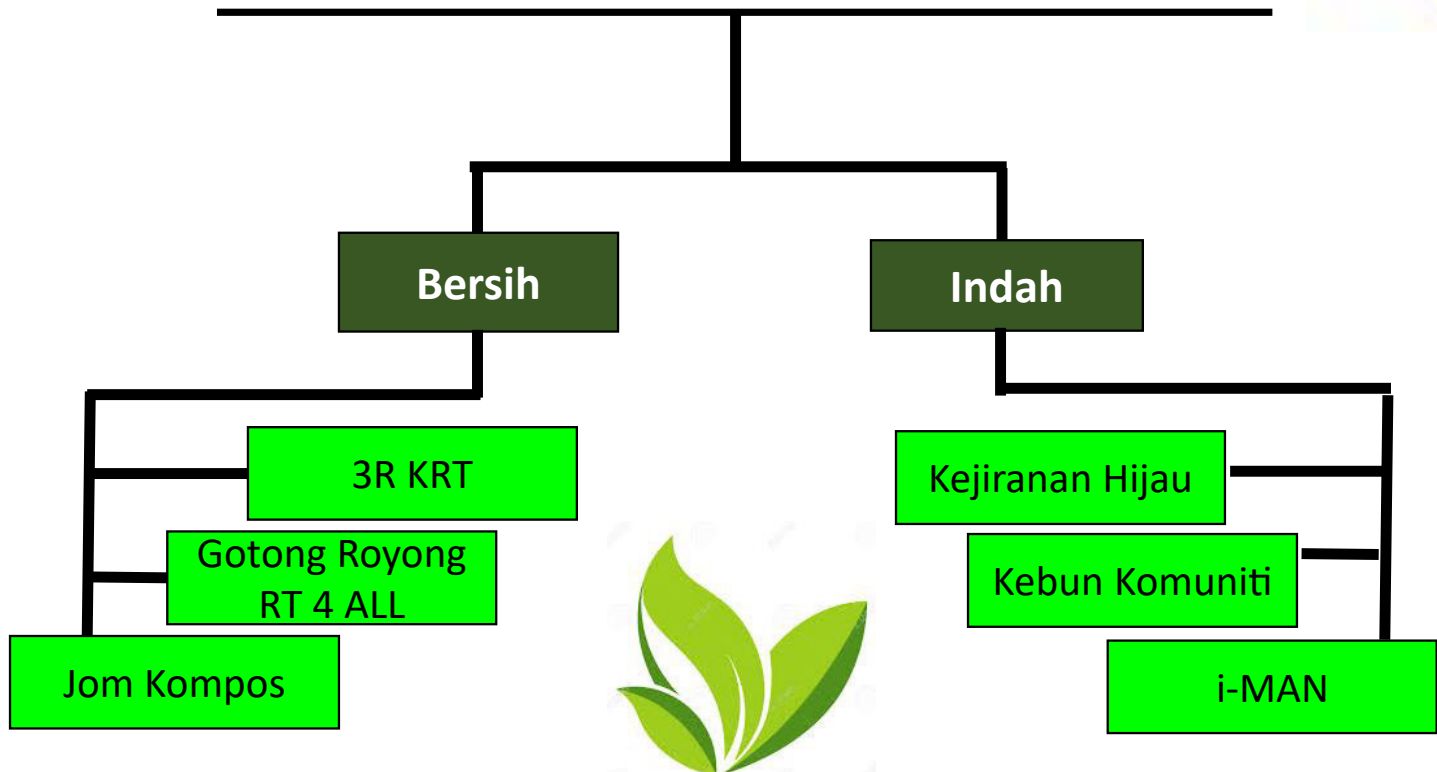 Bersih
Indah
3R KRT
Gotong Royong
RT 4 ALL
Jom Kompos
Kejiranan Hijau
Kebun Komuniti
i-MAN